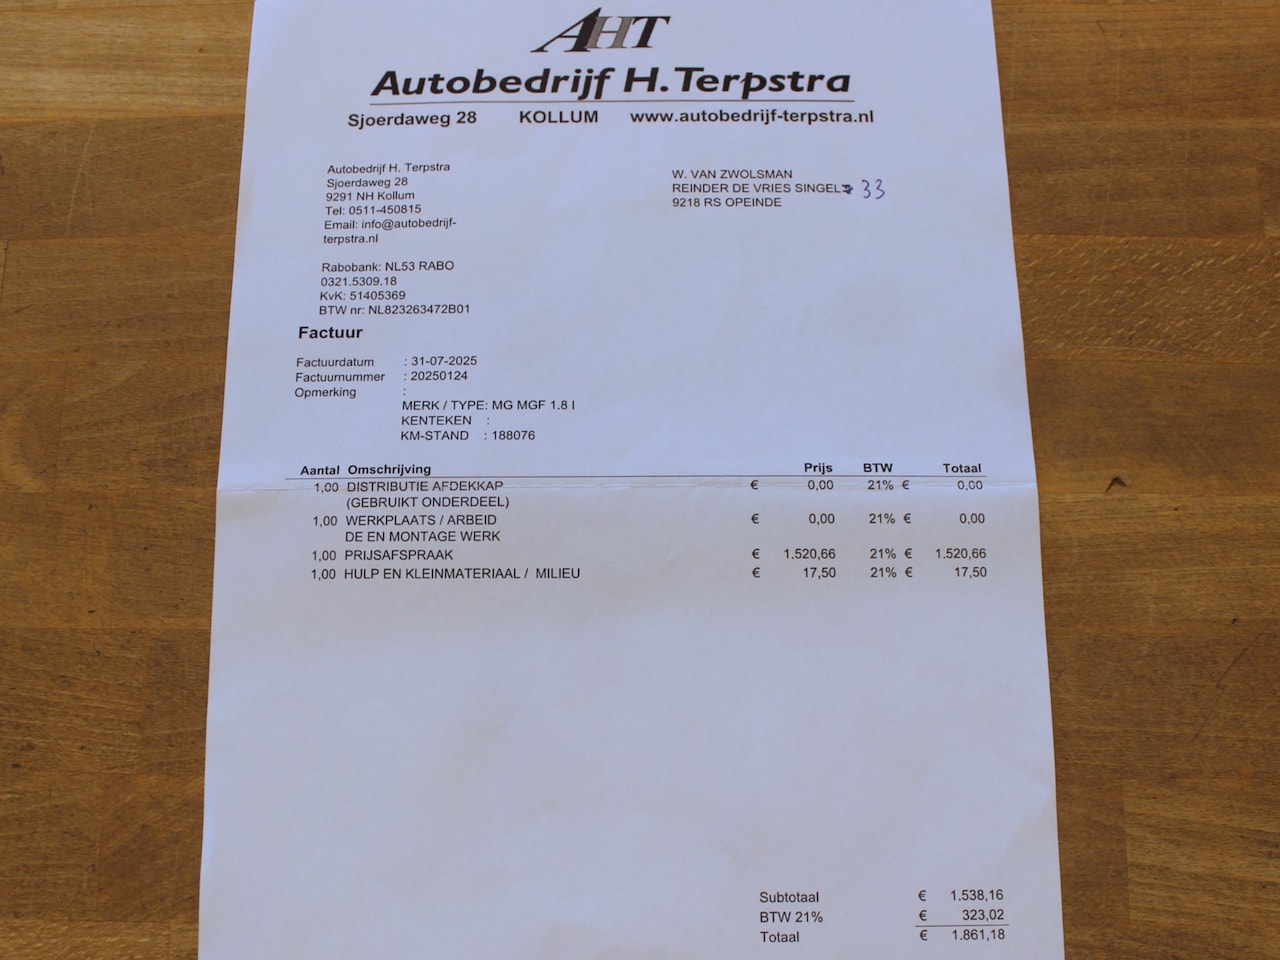 AHT
Autobedrijf H. Terpstra
Sjoerdaweg 28 KOLLUM www.autobedrijf-terpstra.nl
Autobedrijf H. Terpstra
Sjoerdaweg 28
9291 NH Kollum
Tel: 0511-450815
Email: info@autobedrijf-
terpstra.nl
Rabobank: NL53 RABO
0321.5309.18
KvK: 51405369
BTW nr: NL823263472B01
W. VAN ZWOLSMAN
REINDER DE VRIES SINGEL 33
9218 RS OPEINDE
Factuur
Factuurdatum : 31-07-2025
Factuurnummer : 20250124
Opmerking :
MERK / TYPE: MG MGF 1.8 I
KENTEKEN :
KM-STAND : 188076
Aantal Omschrijving Prijs BTW Totaal
1,00 DISTRIBUTIE AFDEKKAP € 0,00 21% € 0,00
(GEBRUIKT ONDERDEEL)
1,00 WERKPLAATS / ARBEID € 0,00 21% € 0,00
DE EN MONTAGE WERK
1,00 PRIJSAFSPRAAK € 1.520,66 21% € 1.520,66
1,00 HULP EN KLEINMATERIAAL / MILIEU € 17,50 21% € 17,50
Subtotaal € 1.538,16
BTW 21% € 323,02
Totaal € 1.861,18